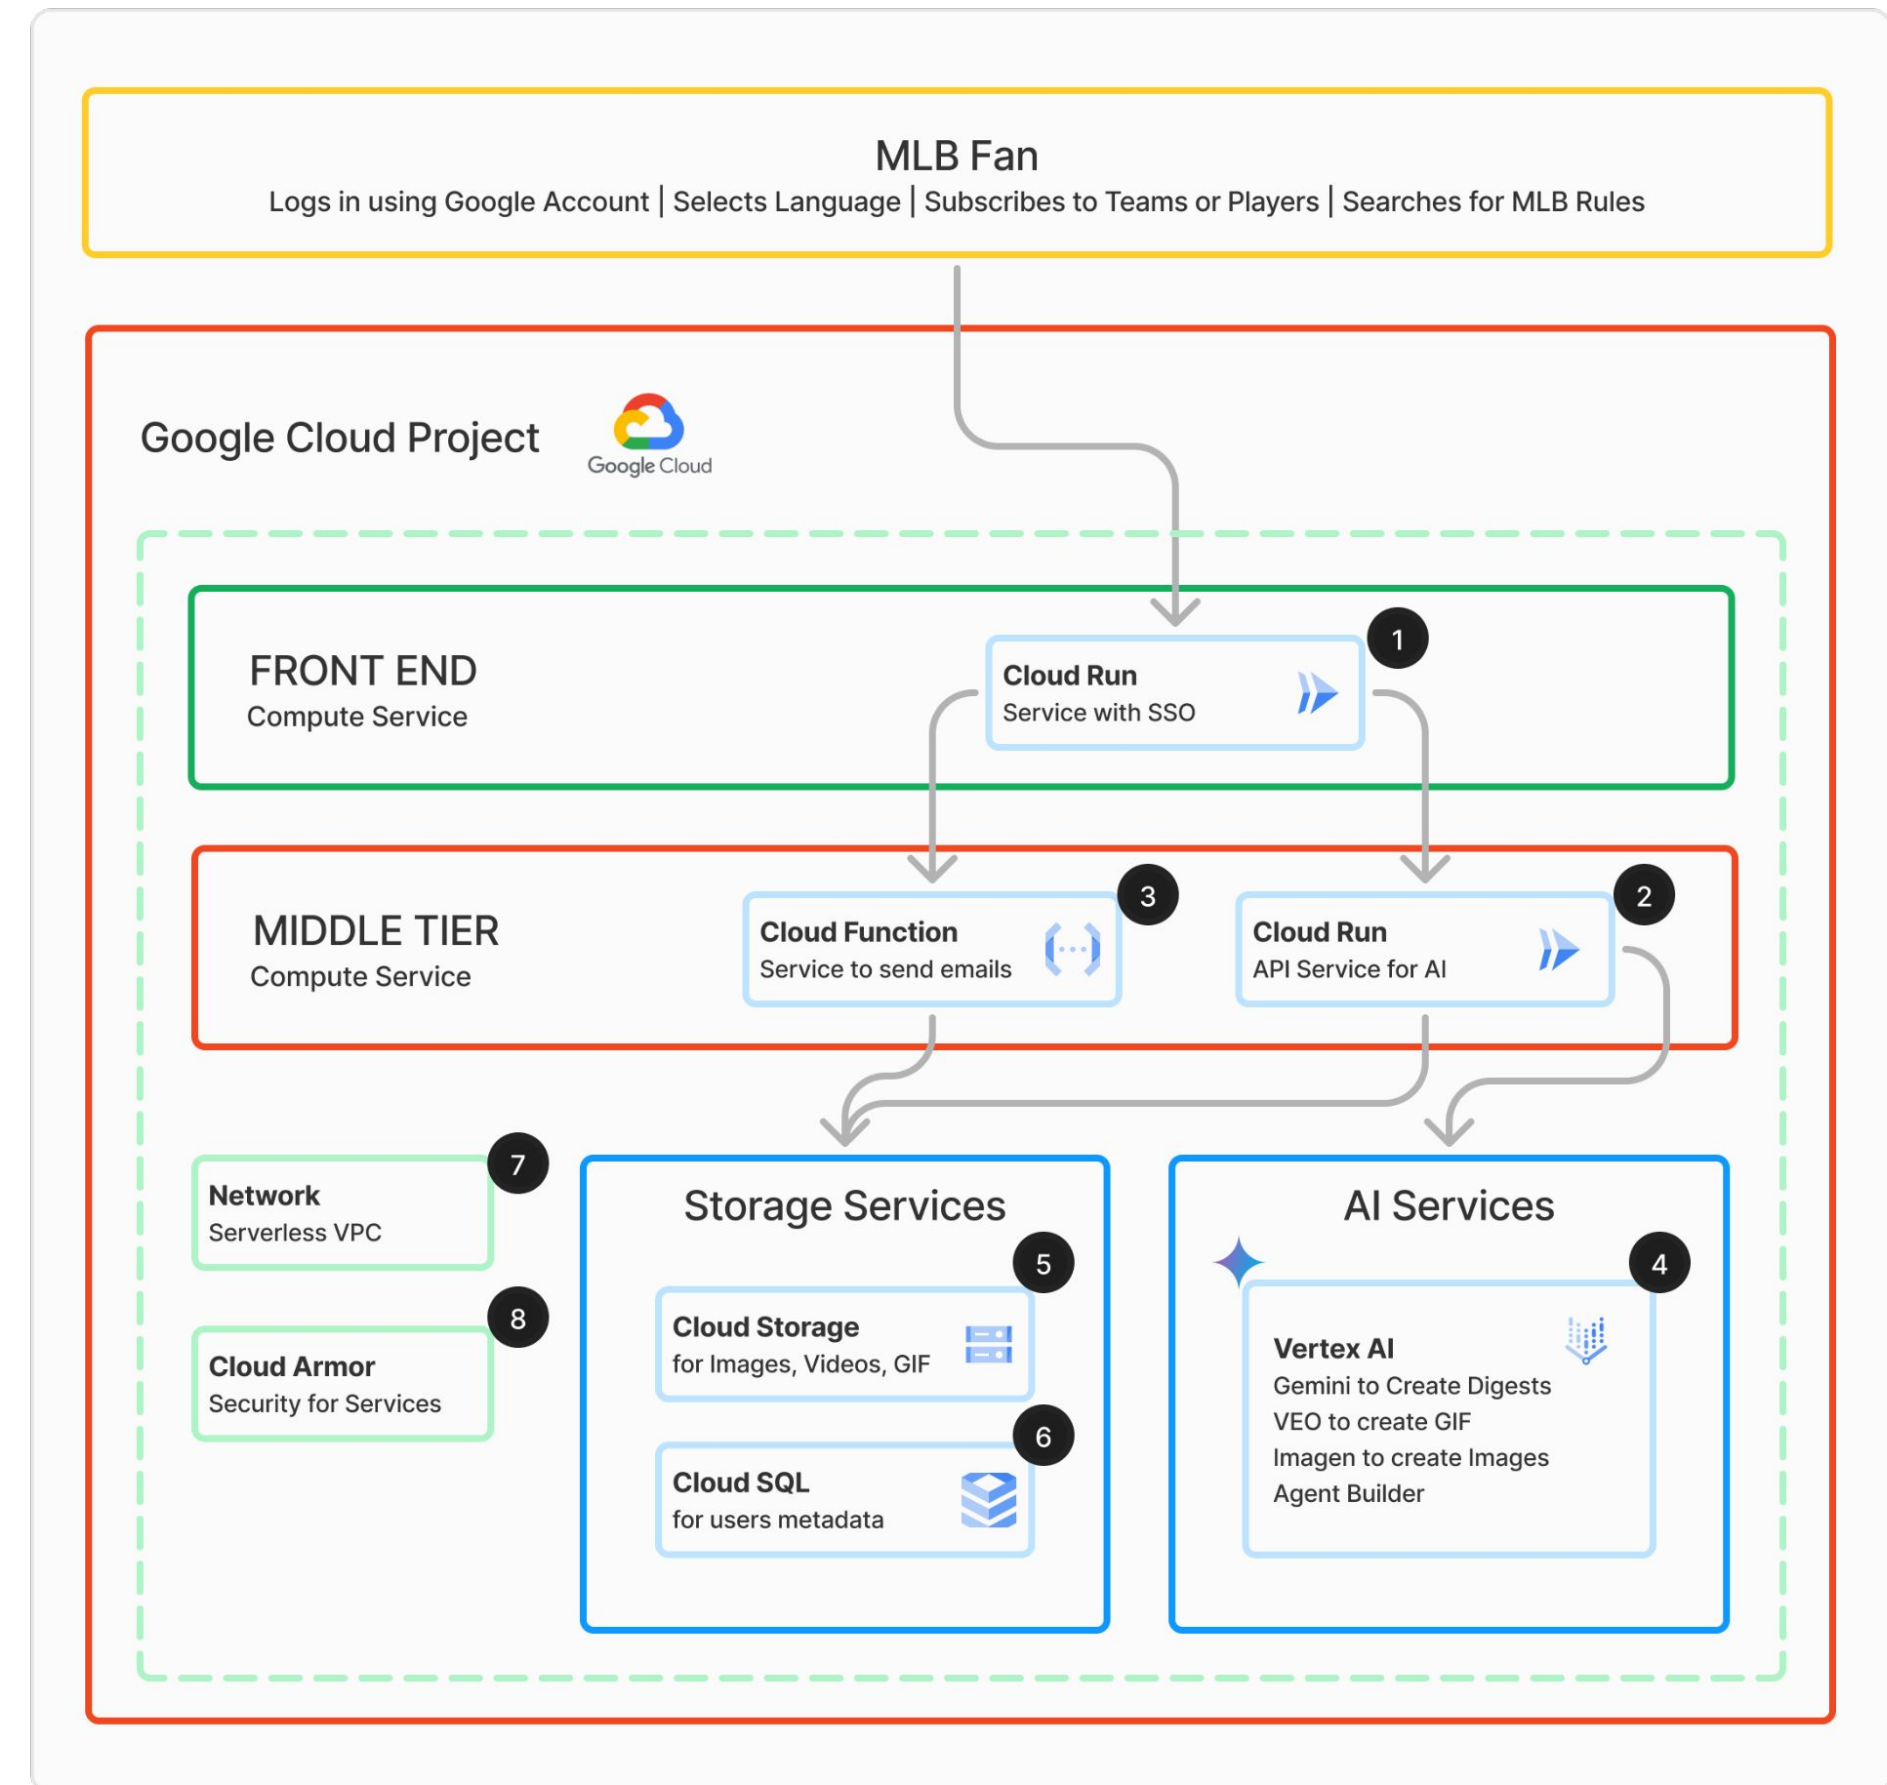 MLB Fan
Logs in using Google Account | Selects Language | Subscribes to Teams or Players | Searches for MLB Rules
Google Cloud Project
Google Cloud
FRONT END
Compute Service
Cloud Run
Service with SSO
1
MIDDLE TIER
Compute Service
Cloud Function
Service to send emails
3
Cloud Run
API Service for AI
2
Network
Serverless VPC
7
Cloud Armor
Security for Services
8
Storage Services
5
Cloud Storage
for Images, Videos, GIF
6
Cloud SQL
for users metadata
AI Services
4
Vertex AI
Gemini to Create Digests
VEO to create GIF
Imagen to create Images
Agent Builder